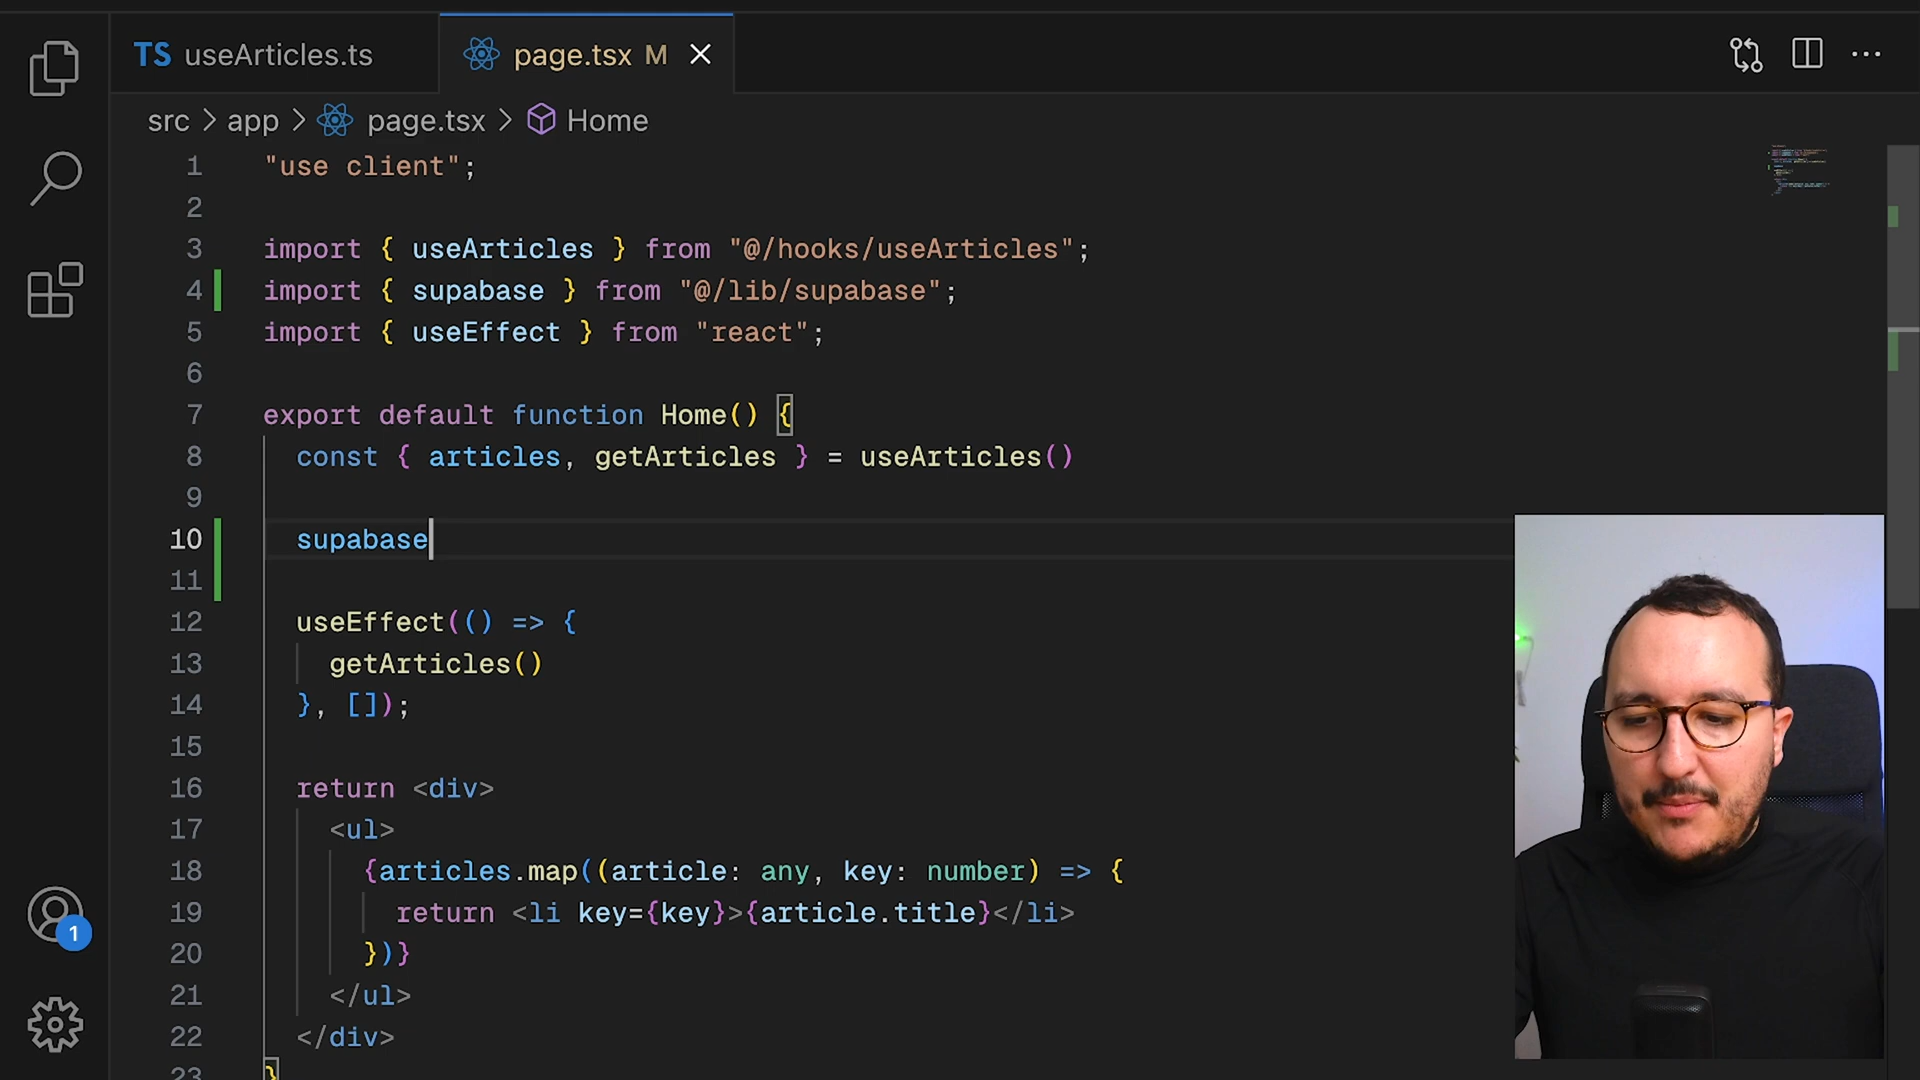 TS useArticles.ts page.tsx M
src > app > page.tsx > Home
1 "use client";
2
3 import { useArticles } from "@/hooks/useArticles";
4 import { supabase } from "@/lib/supabase";
5 import { useEffect } from "react";
6
7 export default function Home() {
8 const { articles, getArticles } = useArticles()
9
10 supabase
11
12 useEffect(() => {
13 getArticles()
14 }, []);
15
16 return <div>
17 <ul>
18 {articles.map((article: any, key: number) => {
19 return <li key={key}>{article.title}</li>
20 })}
21 </ul>
22 </div>
23 }
1